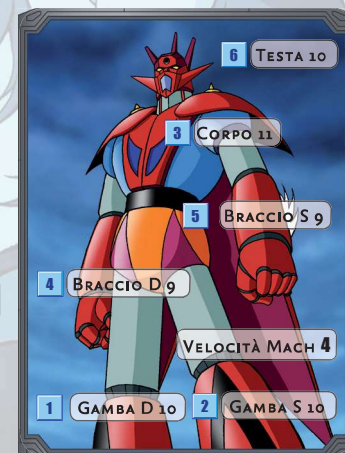 6 Testa 10
3 Corpo 11
5 Braccio S 9
4 Braccio D 9
Velocità Mach 4
1 Gamba D 10 2 Gamba S 10